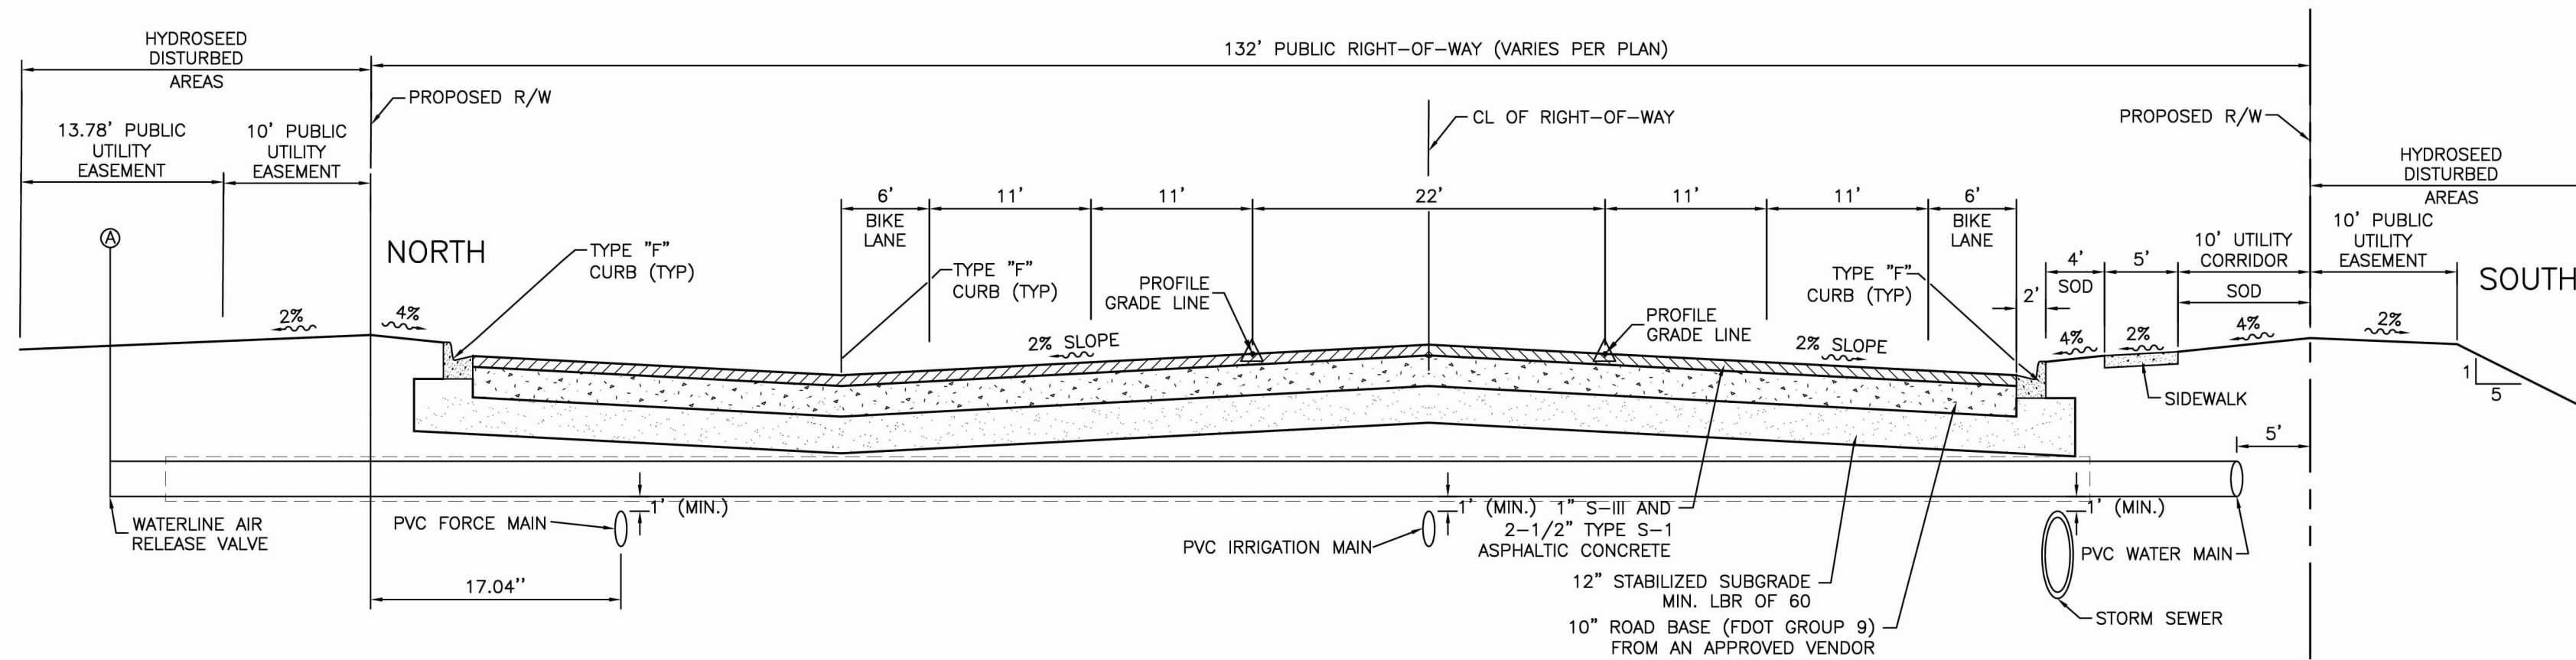 HYDROSEED
DISTURBED
AREAS
132' PUBLIC RIGHT-OF-WAY (VARIES PER PLAN)
PROPOSED R/W
CL OF RIGHT-OF-WAY
PROPOSED R/W
13.78' PUBLIC
UTILITY
EASEMENT
10' PUBLIC
UTILITY
EASEMENT
HYDROSEED
DISTURBED
AREAS
6'
BIKE
LANE
11'
11'
22'
11'
11'
6'
BIKE
LANE
A
NORTH
TYPE "F"
CURB (TYP)
TYPE "F"
CURB (TYP)
PROFILE
GRADE LINE
PROFILE
GRADE LINE
TYPE "F"
CURB (TYP)
2'
4'
SOD
5'
10' UTILITY
CORRIDOR
SOD
10' PUBLIC
UTILITY
EASEMENT
SOUTH
2%
4%
2% SLOPE
2% SLOPE
4%
2%
4%
2%
1
5
SIDEWALK
5'
WATERLINE AIR
RELEASE VALVE
PVC FORCE MAIN
1' (MIN.)
17.04''
PVC IRRIGATION MAIN
1' (MIN.)
1" S-III AND
2-1/2" TYPE S-1
ASPHALTIC CONCRETE
12" STABILIZED SUBGRADE
MIN. LBR OF 60
10" ROAD BASE (FDOT GROUP 9)
FROM AN APPROVED VENDOR
1' (MIN.)
PVC WATER MAIN
STORM SEWER